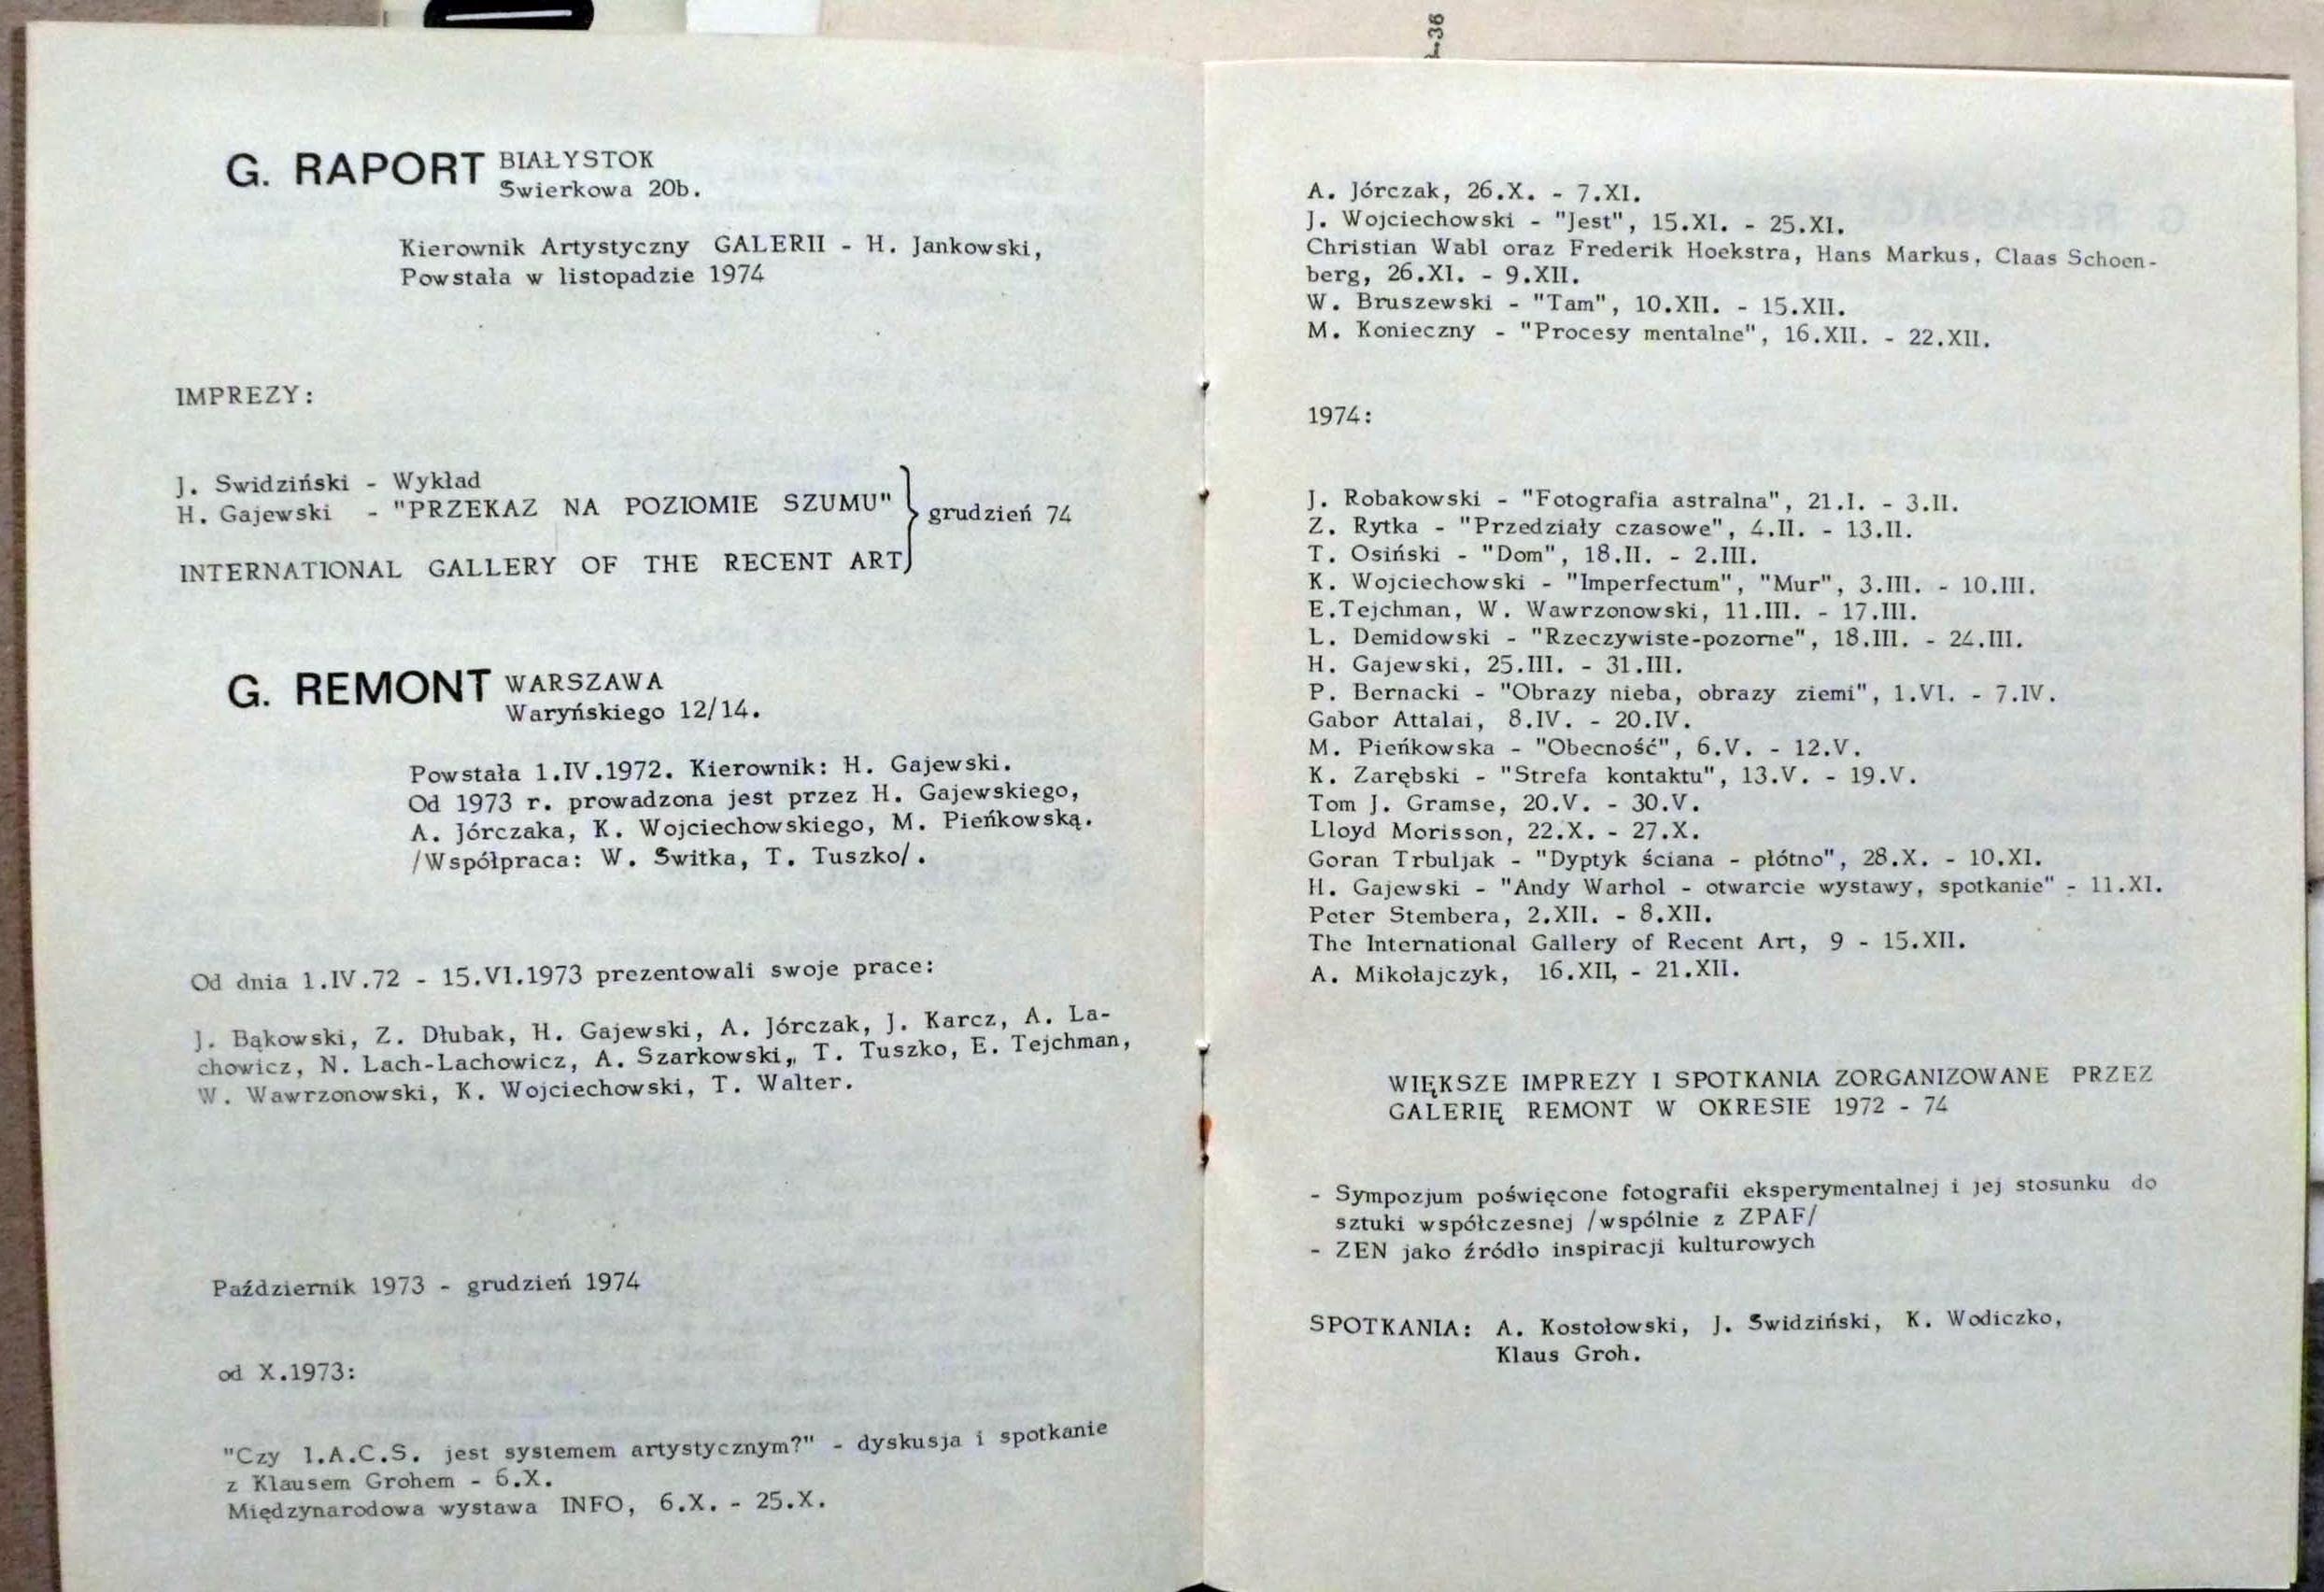 G. RAPORT BIAŁYSTOK
Swierkowa 20b.
Kierownik Artystyczny GALERII - H. Jankowski,
Powstała w listopadzie 1974
IMPREZY:
J. Swidziński - Wykład
H. Gajewski - "PRZEKAZ NA POZIOMIE SZUMU"
grudzień 74
INTERNATIONAL GALLERY OF THE RECENT ART
G. REMONT WARSZAWA
Waryńskiego 12/14.
Powstała 1.IV.1972. Kierownik: H. Gajewski.
Od 1973 r. prowadzona jest przez H. Gajewskiego,
A. Jórczaka, K. Wojciechowskiego, M. Pieńkowską.
/Współpraca: W. Switka, T. Tuszko/.
Od dnia 1.IV.72 - 15.VI.1973 prezentowali swoje prace:
J. Bąkowski, Z. Dłubak, H. Gajewski, A. Jórczak, J. Karcz, A. La-
chowicz, N. Lach-Lachowicz, A. Szarkowski,, T. Tuszko, E. Tejchman,
W. Wawrzonowski, K. Wojciechowski, T. Walter.
Październik 1973 - grudzień 1974
od X.1973:
"Czy I.A.C.S. jest systemem artystycznym?" - dyskusja i spotkanie
z Klausem Grohem - 6.X.
Międzynarodowa wystawa INFO, 6.X. - 25.X.
A. Jórczak, 26.X. - 7.XI.
J. Wojciechowski - "Jest", 15.XI. - 25.XI.
Christian Wabl oraz Frederik Hoekstra, Hans Markus, Claas Schoen-
berg, 26.XI. - 9.XII.
W. Bruszewski - "Tam", 10.XII. - 15.XII.
M. Konieczny - "Procesy mentalne", 16.XII. - 22.XII.
1974:
J. Robakowski - "Fotografia astralna", 21.I. - 3.II.
Z. Rytka - "Przedziały czasowe", 4.II. - 13.II.
T. Osiński - "Dom", 18.II. - 2.III.
K. Wojciechowski - "Imperfectum", "Mur", 3.III. - 10.III.
E.Tejchman, W. Wawrzonowski, 11.III. - 17.III.
L. Demidowski - "Rzeczywiste-pozorne", 18.III. - 24.III.
H. Gajewski, 25.III. - 31.III.
P. Bernacki - "Obrazy nieba, obrazy ziemi", 1.VI. - 7.IV.
Gabor Attalai, 8.IV. - 20.IV.
M. Pieńkowska - "Obecność", 6.V. - 12.V.
K. Zarębski - "Strefa kontaktu", 13.V. - 19.V.
Tom J. Gramse, 20.V. - 30.V.
Lloyd Morisson, 22.X. - 27.X.
Goran Trbuljak - "Dyptyk ściana - płótno", 28.X. - 10.XI.
H. Gajewski - "Andy Warhol - otwarcie wystawy, spotkanie" - 11.XI.
Peter Stembera, 2.XII. - 8.XII.
The International Gallery of Recent Art, 9 - 15.XII.
A. Mikołajczyk, 16.XII, - 21.XII.
WIĘKSZE IMPREZY I SPOTKANIA ZORGANIZOWANE PRZEZ
GALERIĘ REMONT W OKRESIE 1972 - 74
- Sympozjum poświęcone fotografii eksperymentalnej i jej stosunku do
sztuki współczesnej /wspólnie z ZPAF/
- ZEN jako źródło inspiracji kulturowych
SPOTKANIA: A. Kostołowski, J. Swidziński, K. Wodiczko,
Klaus Groh.